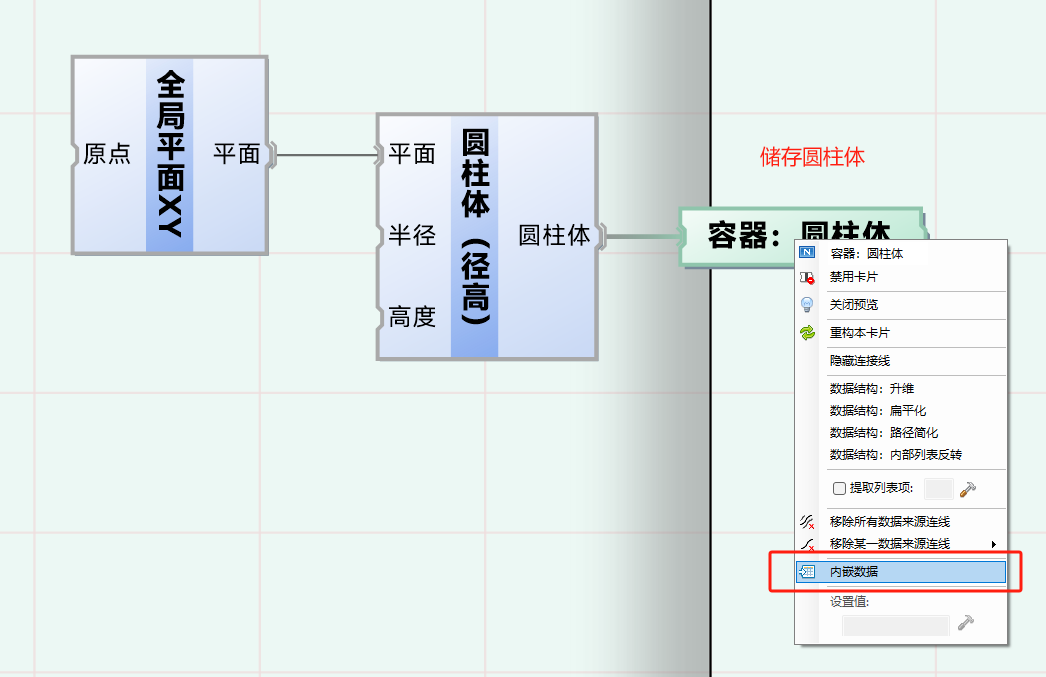 全局平面XY
原点
平面
圆柱体（径高）
平面
半径
高度
圆柱体
储存圆柱体
容器：圆柱体
容器：圆柱体
禁用卡片
关闭预览
重构本卡片
隐藏连接线
数据结构：升维
数据结构：扁平化
数据结构：路径简化
数据结构：内部列表反转
提取列表项:
移除所有数据来源连线
移除某一数据来源连线
内嵌数据
设置值: